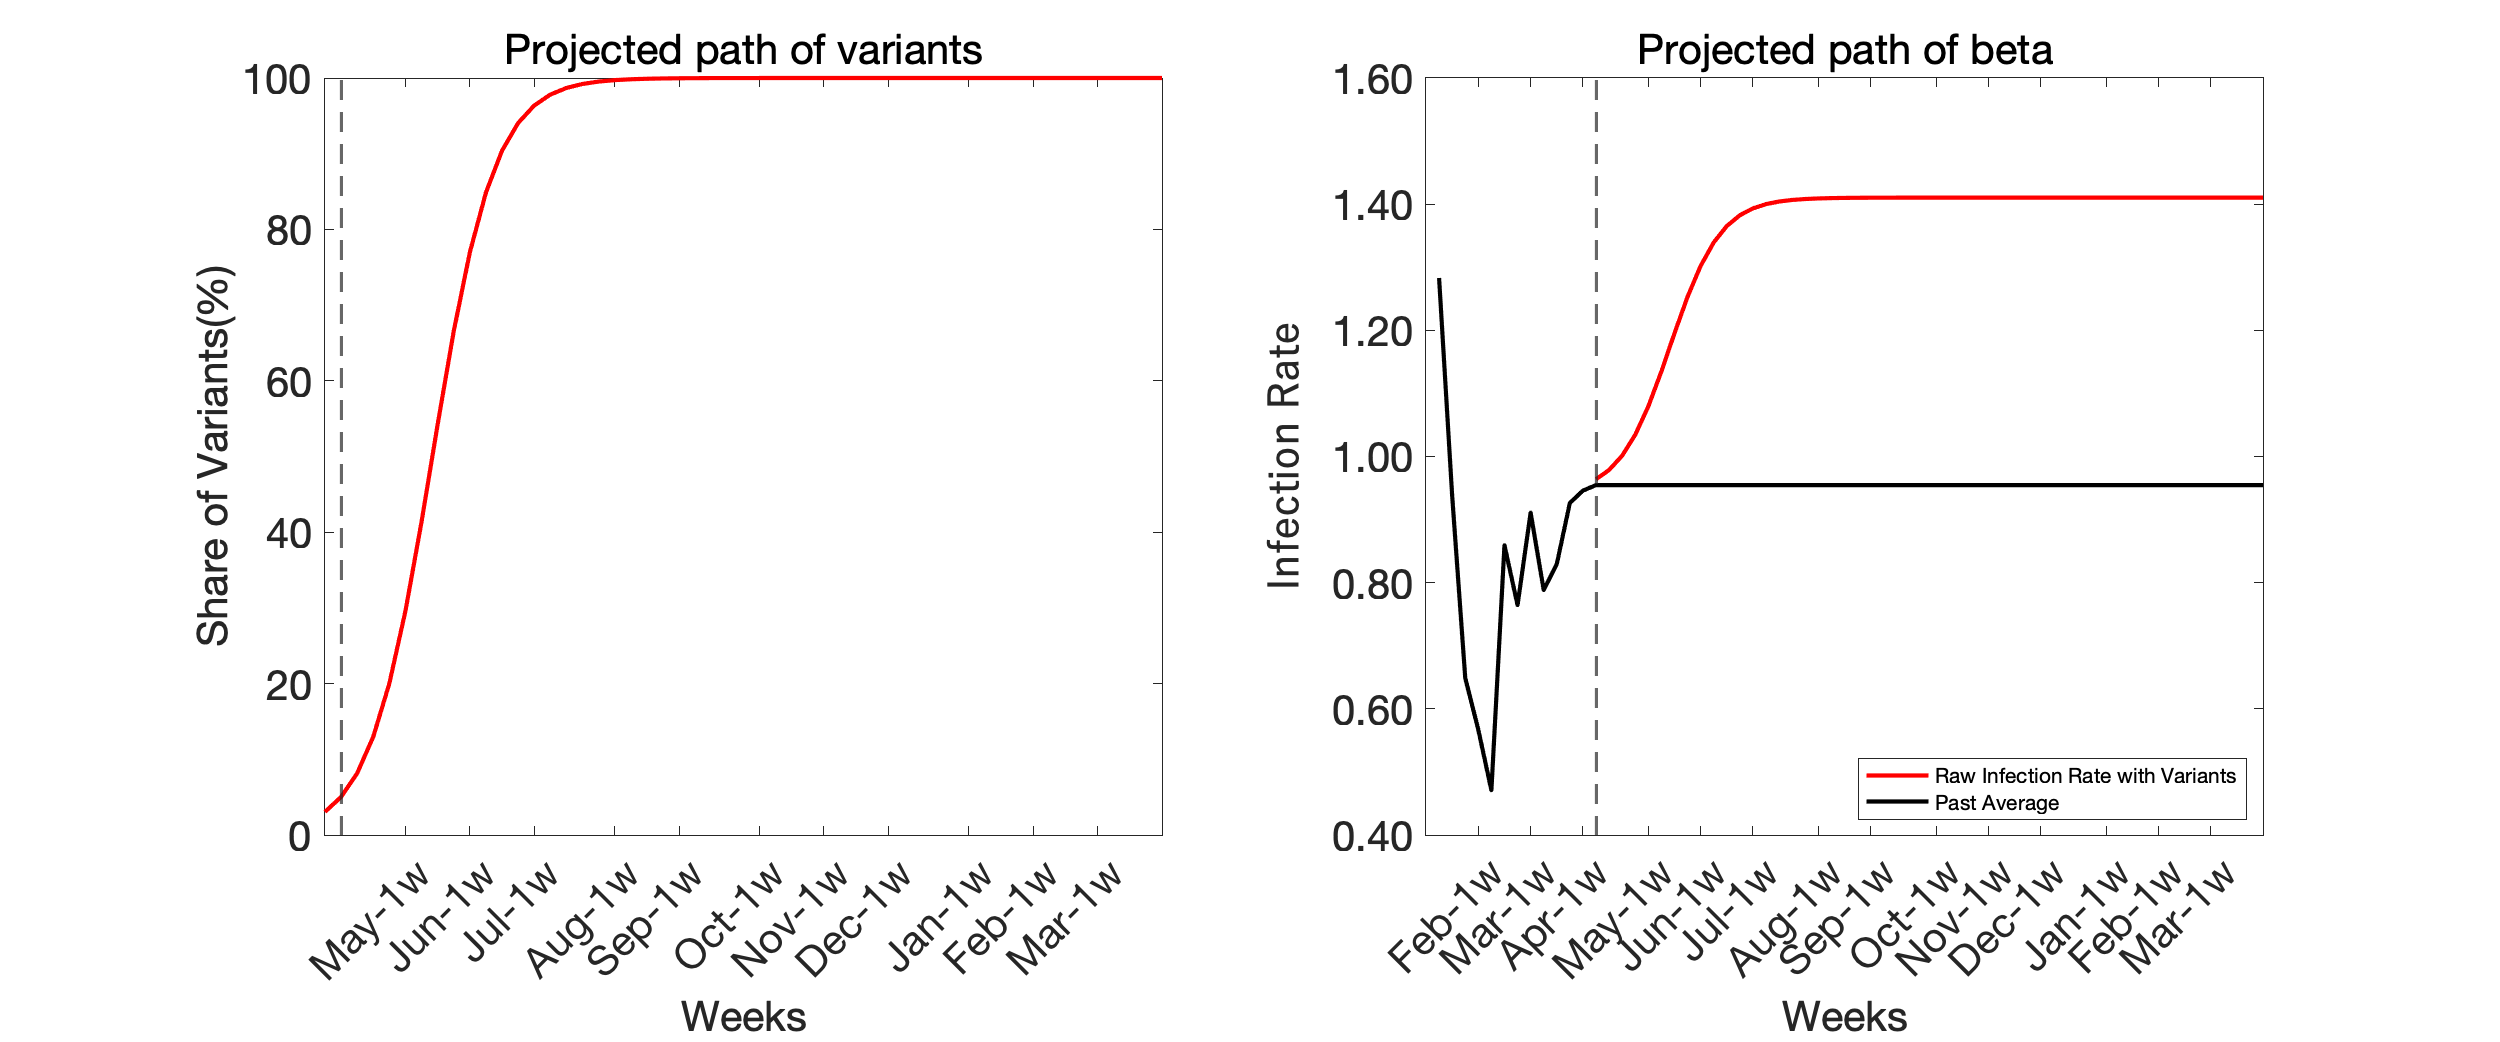 Projected path of variants
100
80
60
40
20
0
Share of Variants(%)
May-1w
Jun-1w
Jul-1w
Aug-1w
Sep-1w
Oct-1w
Nov-1w
Dec-1w
Jan-1w
Feb-1w
Mar-1w
Weeks
Projected path of beta
1.60
1.40
1.20
1.00
0.80
0.60
0.40
Infection Rate
Raw Infection Rate with Variants
Past Average
Feb-1w
Mar-1w
Apr-1w
May-1w
Jun-1w
Jul-1w
Aug-1w
Sep-1w
Oct-1w
Nov-1w
Dec-1w
Jan-1w
Feb-1w
Mar-1w
Weeks